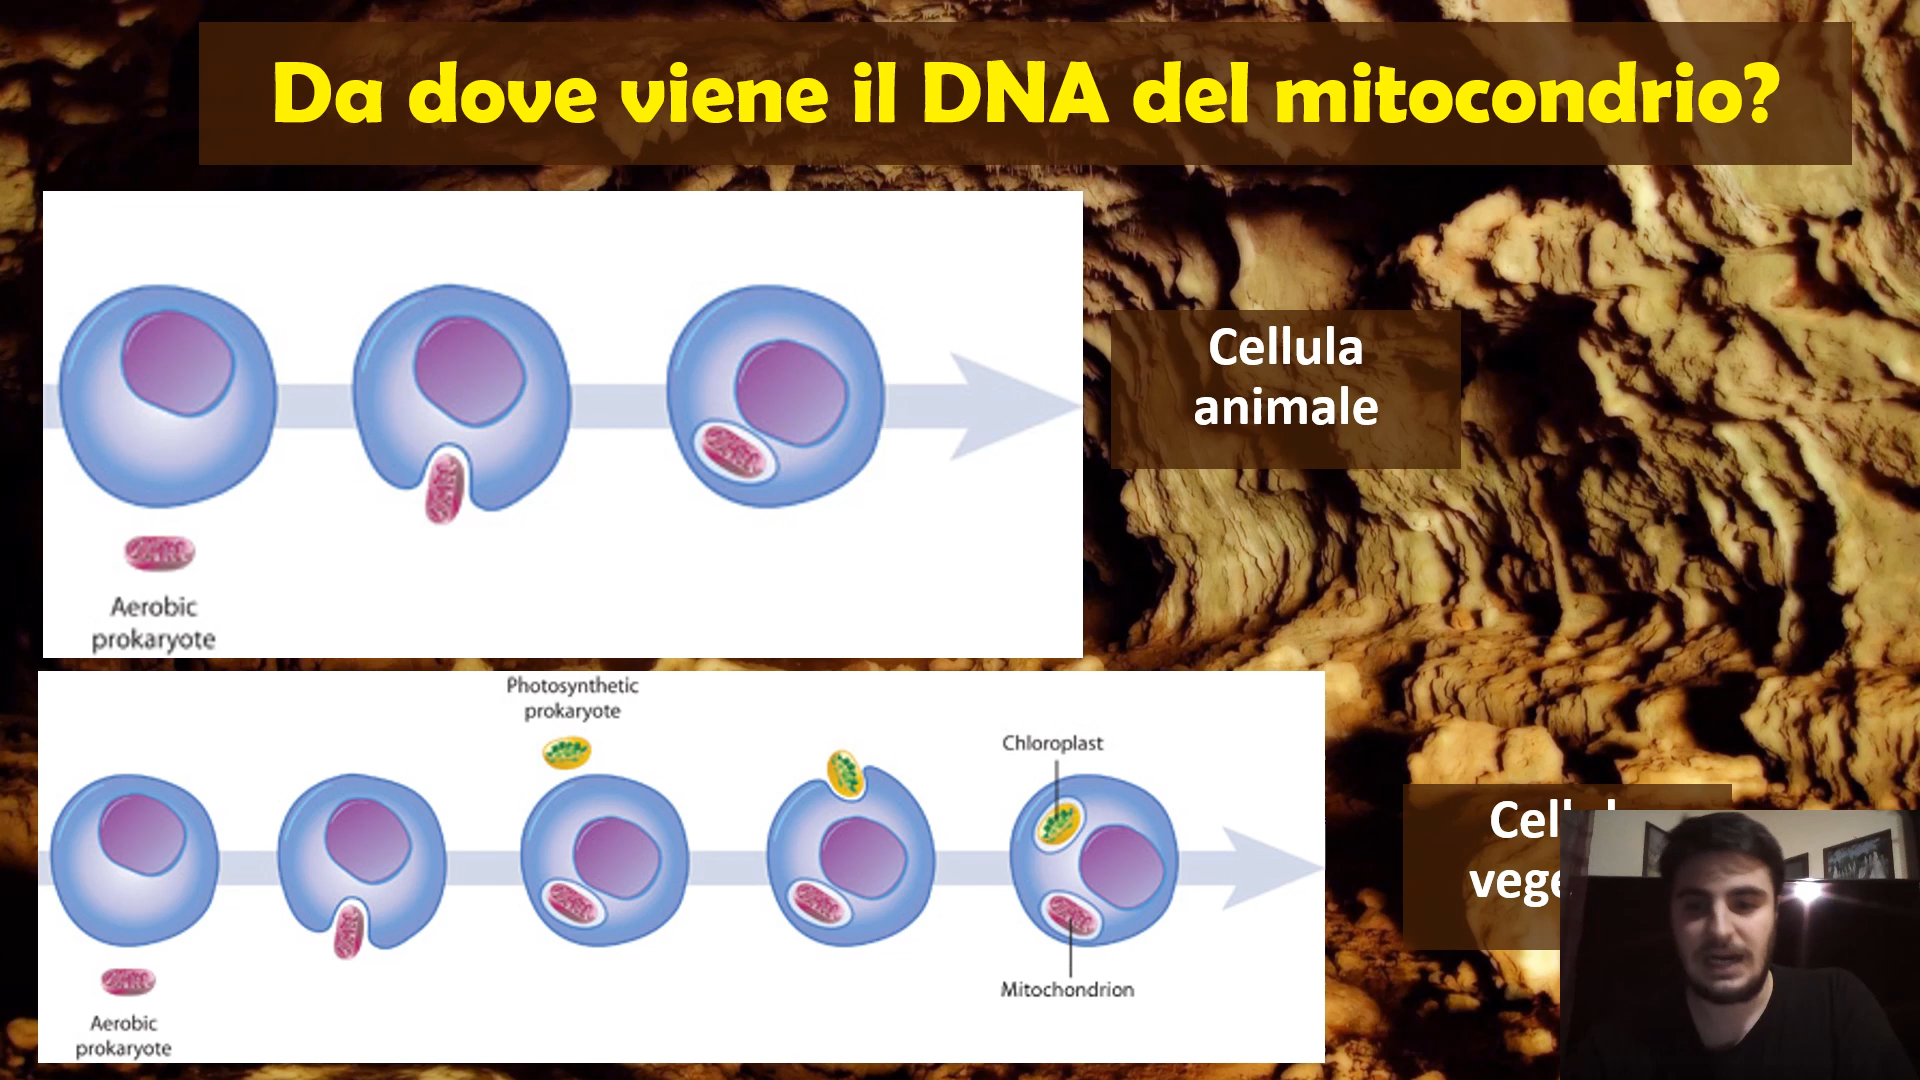 Da dove viene il DNA del mitocondrio?
Cellula
animale
Aerobic
prokaryote
Photosynthetic
prokaryote
Chloroplast
Mitochondrion
Aerobic
prokaryote